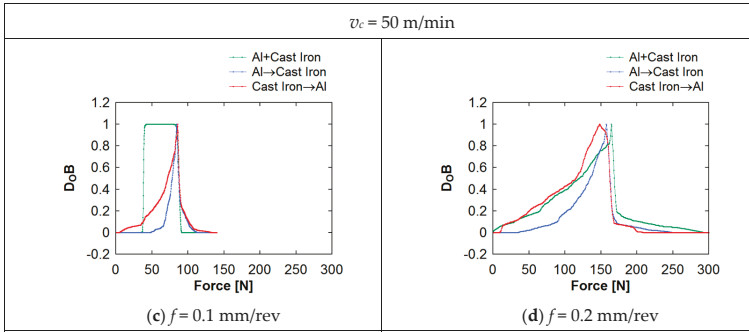 v_c = 50 m/min
Al+Cast Iron
Al→Cast Iron
Cast Iron→Al
1.2
1
0.8
0.6
0.4
0.2
0
-0.2
DOB
0 50 100 150 200 250 300
Force [N]
(c) f = 0.1 mm/rev
Al+Cast Iron
Al→Cast Iron
Cast Iron→Al
1.2
1
0.8
0.6
0.4
0.2
0
-0.2
DOB
0 50 100 150 200 250 300
Force [N]
(d) f = 0.2 mm/rev